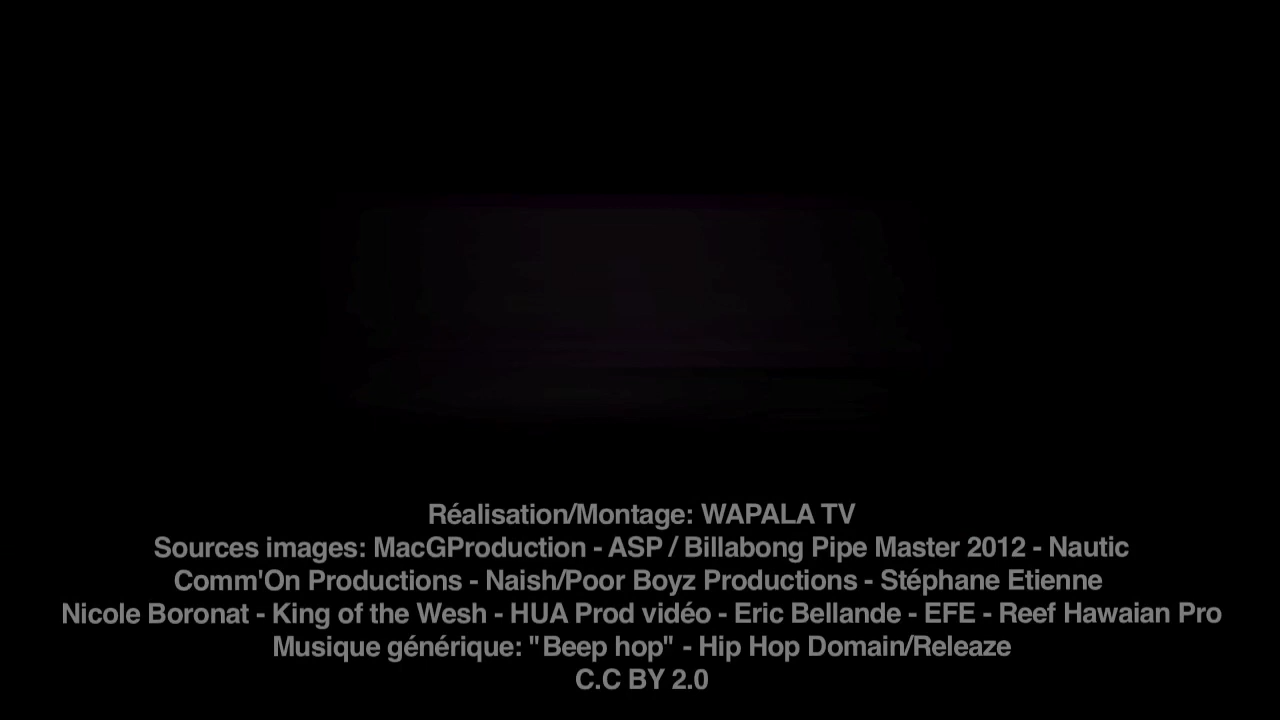 Réalisation/Montage: WAPALA TV
Sources images: MacGProduction - ASP / Billabong Pipe Master 2012 - Nautic
Comm'On Productions - Naish/Poor Boyz Productions - Stéphane Etienne
Nicole Boronat - King of the Wesh - HUA Prod vidéo - Eric Bellande - EFE - Reef Hawaian Pro
Musique générique: "Beep hop" - Hip Hop Domain/Releaze
C.C BY 2.0